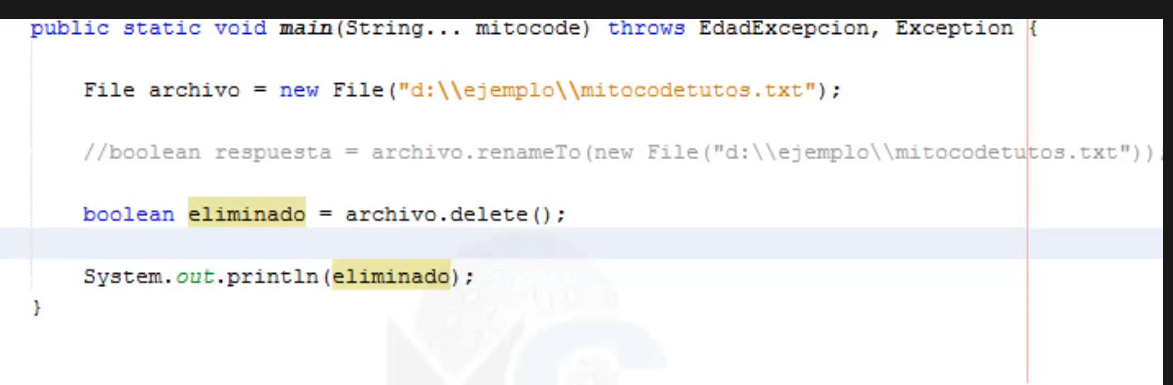 public static void main(String... mitocode) throws EdadExcepcion, Exception {
File archivo = new File("d:\\ejemplo\\mitocodetutos.txt");
//boolean respuesta = archivo.renameTo(new File("d:\\ejemplo\\mitocodetutos.txt"));
boolean eliminado = archivo.delete();
System.out.println(eliminado);
}
MC